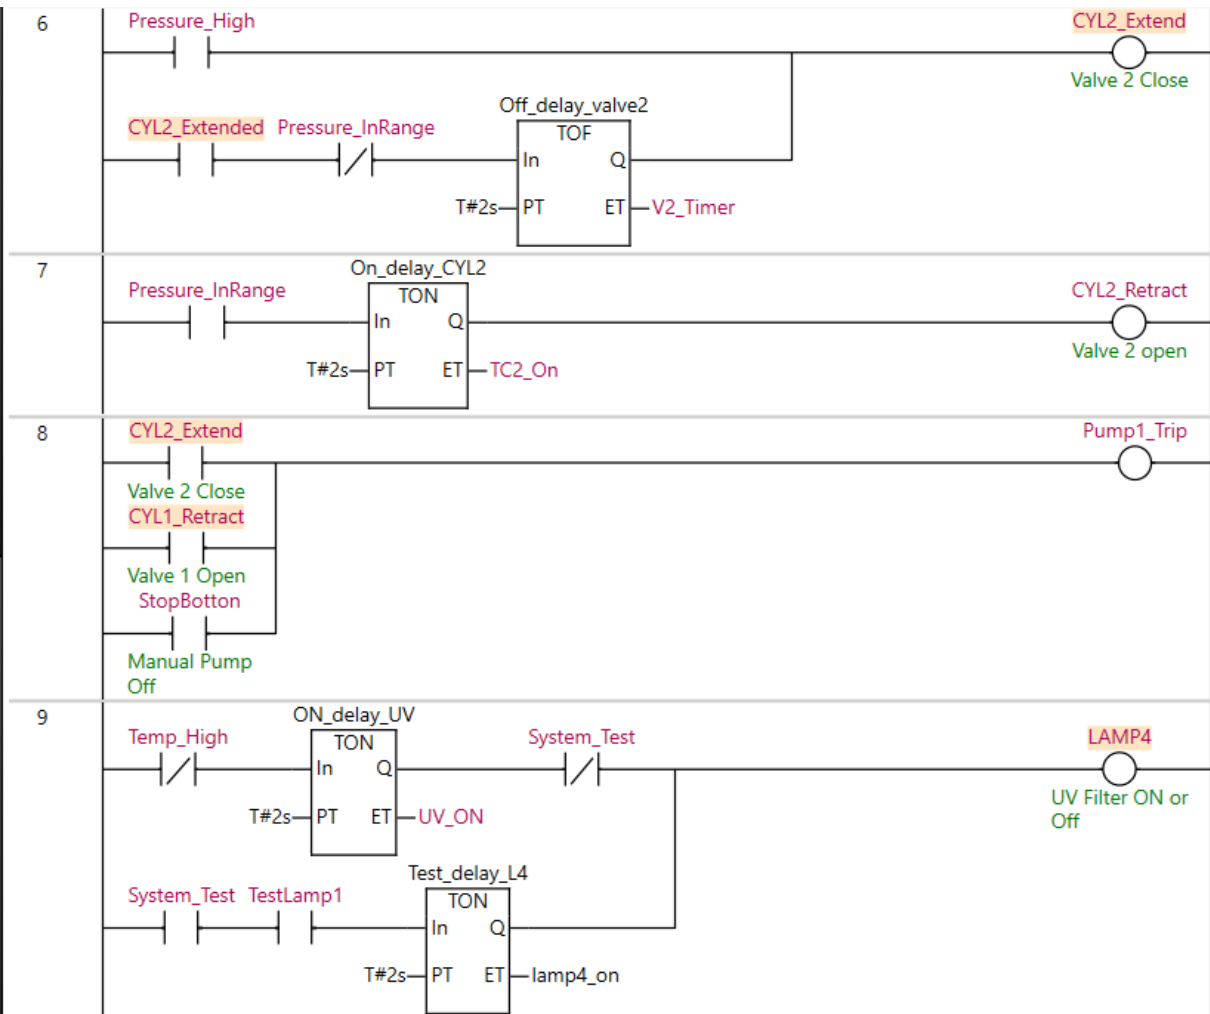 6
Pressure_High
CYL2_Extend
Valve 2 Close
Off_delay_valve2
CYL2_Extended Pressure_InRange
TOF
In Q
T#2s PT ET V2_Timer
7
On_delay_CYL2
Pressure_InRange
TON
CYL2_Retract
In Q
Valve 2 open
T#2s PT ET TC2_On
8
CYL2_Extend
Pump1_Trip
Valve 2 Close
CYL1_Retract
Valve 1 Open
StopBotton
Manual Pump
Off
9
ON_delay_UV
Temp_High
TON
System_Test
LAMP4
In Q
UV Filter ON or
Off
T#2s PT ET UV_ON
Test_delay_L4
System_Test TestLamp1
TON
In Q
T#2s PT ET lamp4_on